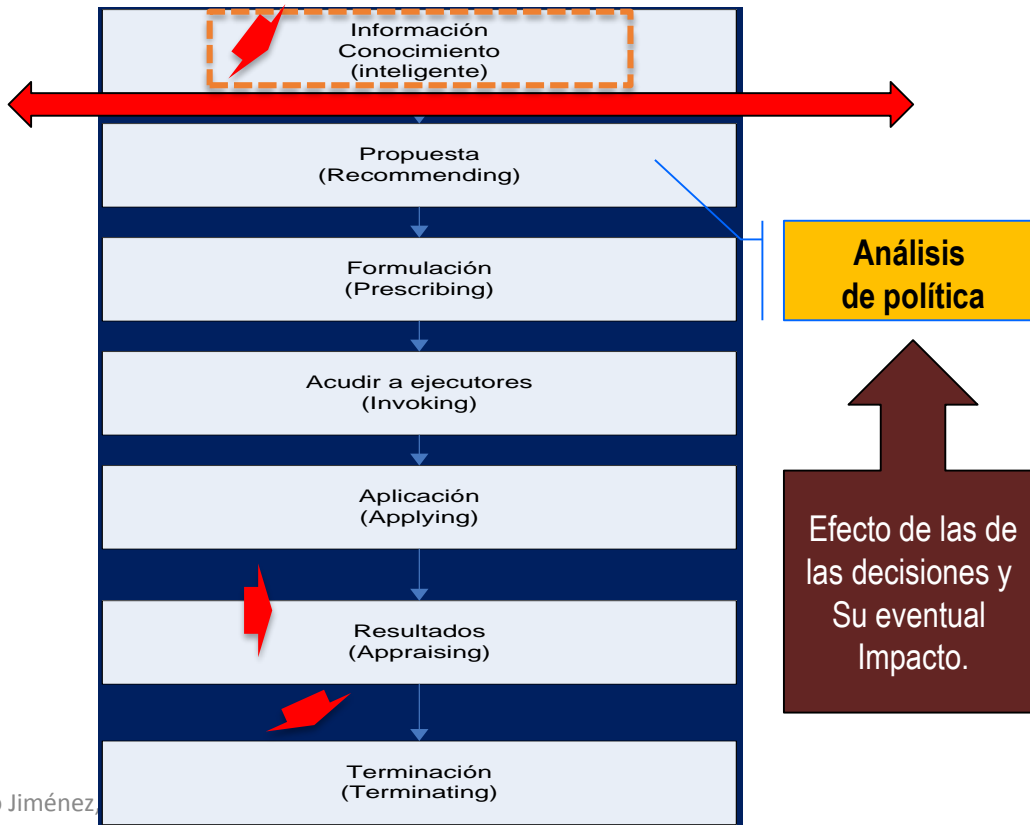 Información
Conocimiento
(inteligente)
Propuesta
(Recommending)
Formulación
(Prescribing)
Análisis
de política
Acudir a ejecutores
(Invoking)
Aplicación
(Applying)
Efecto de las de
las decisiones y
Su eventual
Impacto.
Resultados
(Appraising)
Terminación
(Terminating)
o Jiménez,